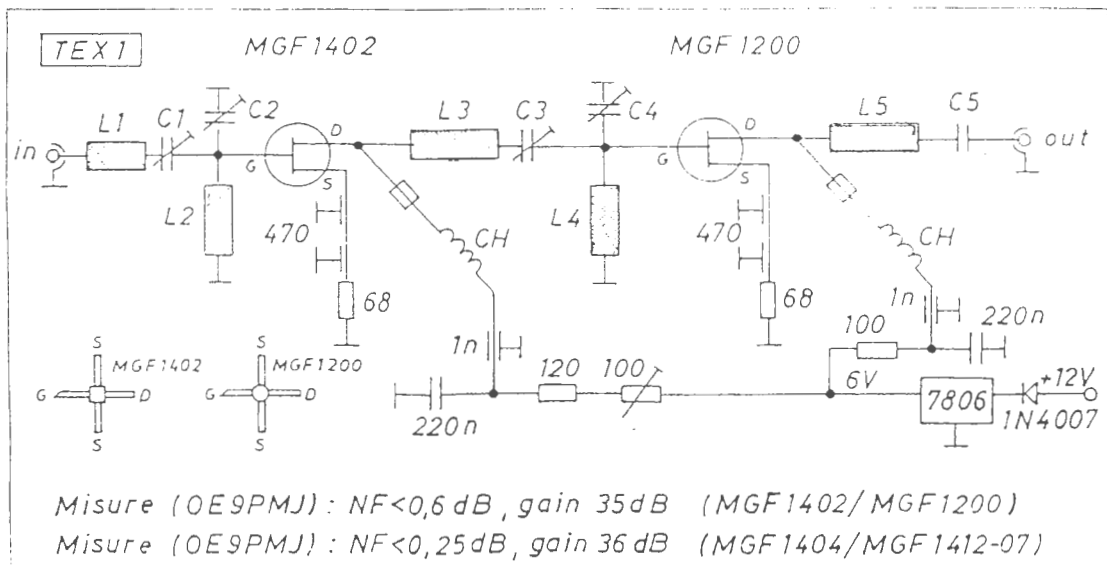 TEX 1
MGF1402
MGF1200
in
L1
C1
C2
L2
G
D
S
470
68
L3
C3
C4
L4
CH
1n
220n
120
100
G
D
S
470
68
L5
C5
out
CH
1n
100
220n
6V
7806
+12V
1N4007
S
MGF1402
G
D
S
S
MGF1200
G
D
S
Misure (OE9PMJ) : NF<0,6 dB, gain 35dB (MGF1402/MGF1200)
Misure (OE9PMJ) : NF<0,25dB, gain 36 dB (MGF1404/MGF1412-07)